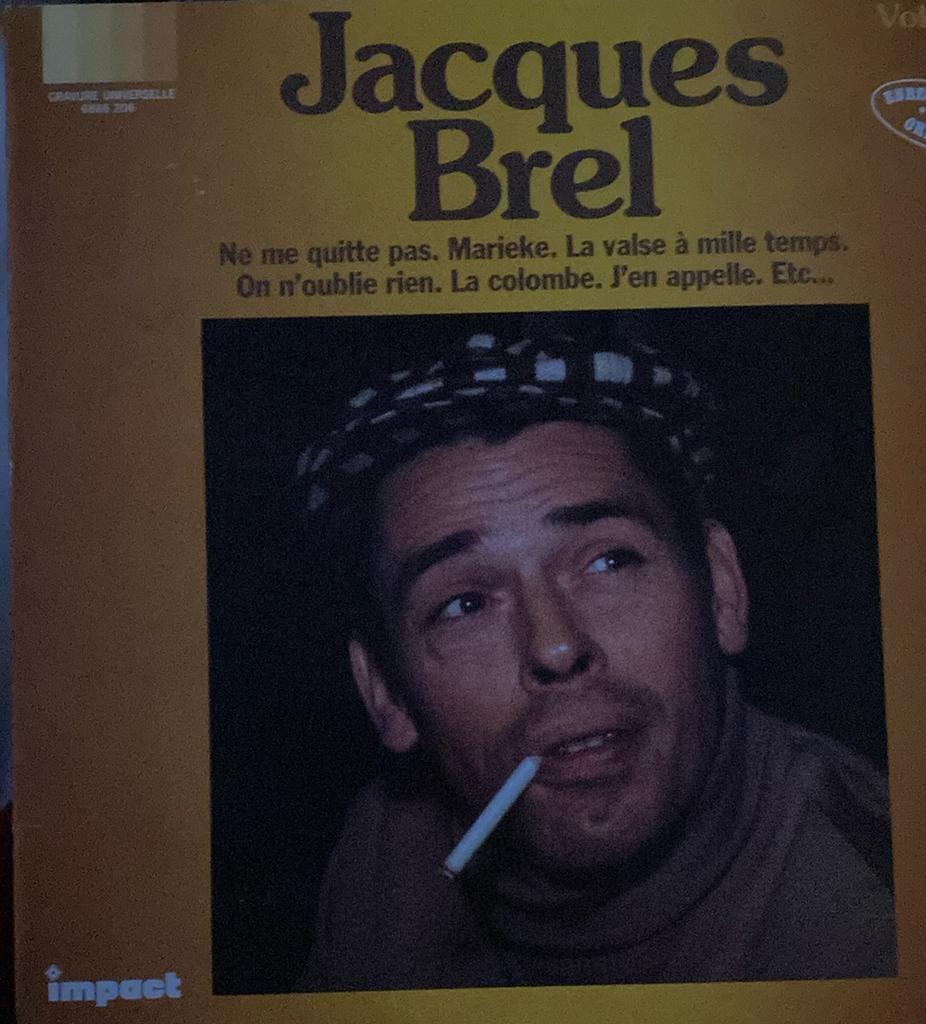 Vol
GRAVURE UNIVERSELLE
Jacques
Brel
Ne me quitte pas. Marieke. La valse à mille temps.
On n'oublie rien. La colombe. J'en appelle. Etc...
impact